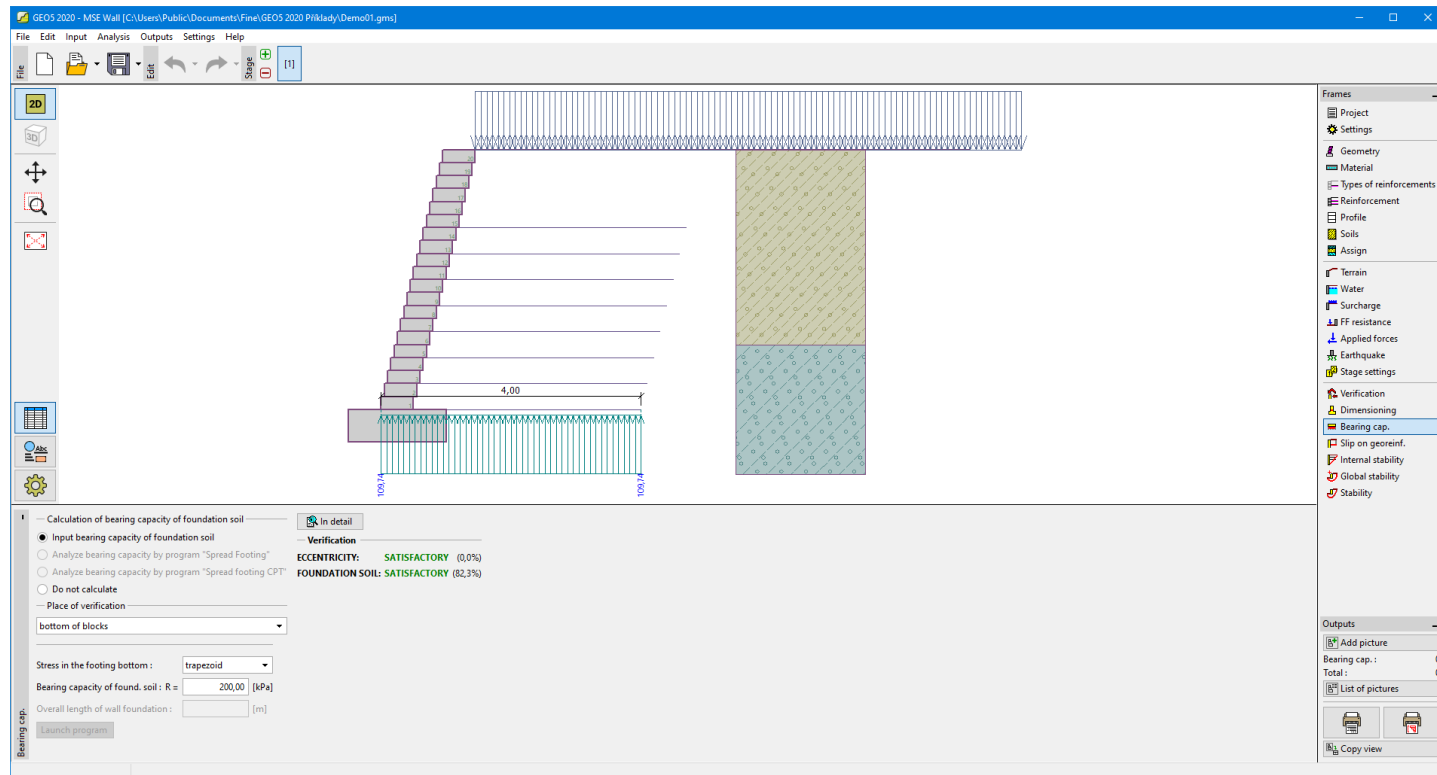 GEO5 2020 - MSE Wall [C:\Users\Public\Documents\Fine\GEO5 2020 Příklady\Demo01.gms]
File Edit Input Analysis Outputs Settings Help
File
Edit
Stage
[1]
2D
3D
4,00
109,74
109,74
Frames
Project
Settings
Geometry
Material
Types of reinforcements
Reinforcement
Profile
Soils
Assign
Terrain
Water
Surcharge
FF resistance
Applied forces
Earthquake
Stage settings
Verification
Dimensioning
Bearing cap.
Slip on georeinf.
Internal stability
Global stability
Stability
Abc
Calculation of bearing capacity of foundation soil
Input bearing capacity of foundation soil
Analyze bearing capacity by program "Spread Footing"
Analyze bearing capacity by program "Spread footing CPT"
Do not calculate
Place of verification
bottom of blocks
Stress in the footing bottom : trapezoid
Bearing capacity of found. soil : R = 200,00 [kPa]
Overall length of wall foundation : [m]
Launch program
Bearing cap.
In detail
Verification
ECCENTRICITY: SATISFACTORY (0,0%)
FOUNDATION SOIL: SATISFACTORY (82,3%)
Outputs
Add picture
Bearing cap. :
Total :
List of pictures
Copy view